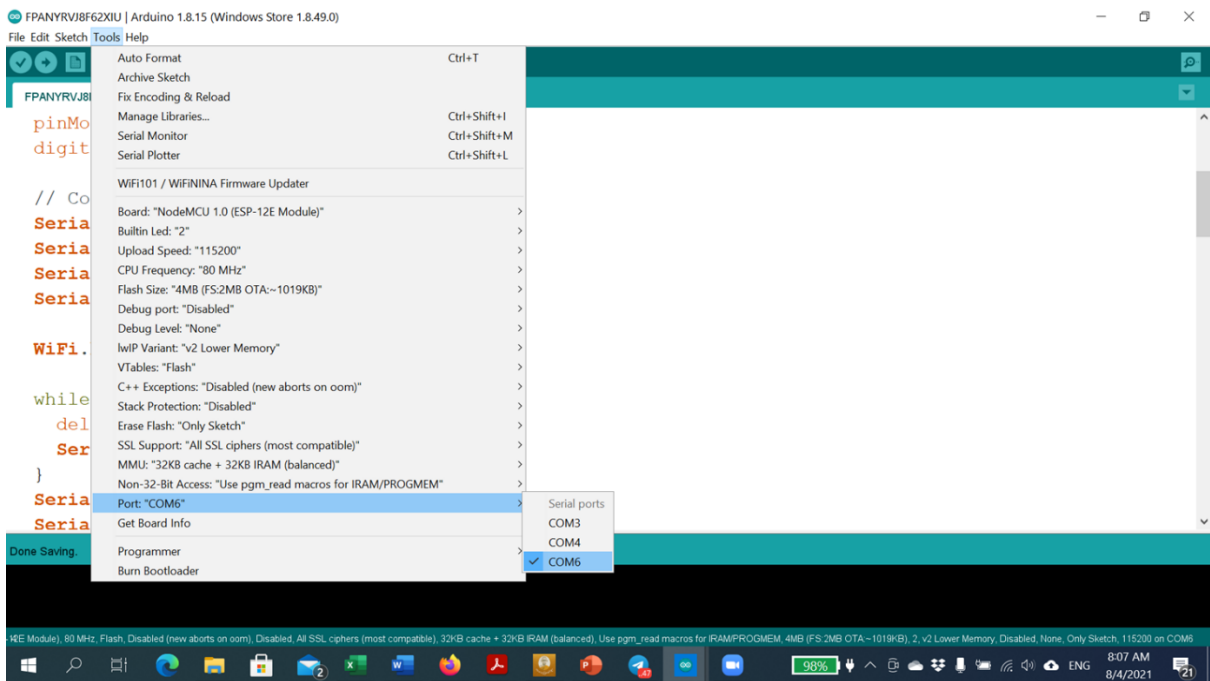 FPANYRVJ8F62XIU | Arduino 1.8.15 (Windows Store 1.8.49.0)
File Edit Sketch Tools Help
Auto Format Ctrl+T
Archive Sketch
FPANYRVJ8
Fix Encoding & Reload
Manage Libraries... Ctrl+Shift+I
pinMo
Serial Monitor Ctrl+Shift+M
digit
Serial Plotter Ctrl+Shift+L
WiFi101 / WiFiNINA Firmware Updater
// Co
Board: "NodeMCU 1.0 (ESP-12E Module)"
Seria
Builtin Led: "2"
Seria
Upload Speed: "115200"
Seria
CPU Frequency: "80 MHz"
Seria
Flash Size: "4MB (FS:2MB OTA:~1019KB)"
Debug port: "Disabled"
Debug Level: "None"
WiFi.
lwIP Variant: "v2 Lower Memory"
VTables: "Flash"
C++ Exceptions: "Disabled (new aborts on oom)"
while
Stack Protection: "Disabled"
del
Erase Flash: "Only Sketch"
Ser
SSL Support: "All SSL ciphers (most compatible)"
MMU: "32KB cache + 32KB IRAM (balanced)"
}
Non-32-Bit Access: "Use pgm_read macros for IRAM/PROGMEM"
Seria
Port: "COM6"
Serial ports
Seria
Get Board Info
COM3
COM4
COM6
Done Saving.
Programmer
Burn Bootloader
E Module), 80 MHz, Flash, Disabled (new aborts on oom), Disabled, All SSL ciphers (most compatible), 32KB cache + 32KB IRAM (balanced), Use pgm_read macros for IRAM/PROGMEM, 4MB (FS:2MB OTA:~1019KB), 2, v2 Lower Memory, Disabled, None, Only Sketch, 115200 on COM6
98% ENG
8:07 AM
8/4/2021
21